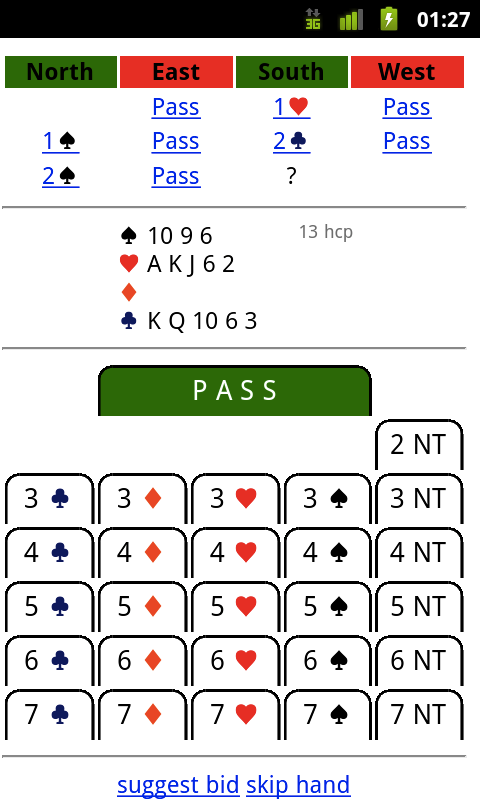 3G 01:27
North East South West
Pass 1♥ Pass
1♠ Pass 2♣ Pass
2♠ Pass ?
♠ 10 9 6 13 hcp
♥ A K J 6 2
♦
♣ K Q 10 6 3
PASS
2 NT
3♣ 3♦ 3♥ 3♠ 3 NT
4♣ 4♦ 4♥ 4♠ 4 NT
5♣ 5♦ 5♥ 5♠ 5 NT
6♣ 6♦ 6♥ 6♠ 6 NT
7♣ 7♦ 7♥ 7♠ 7 NT
suggest bid skip hand